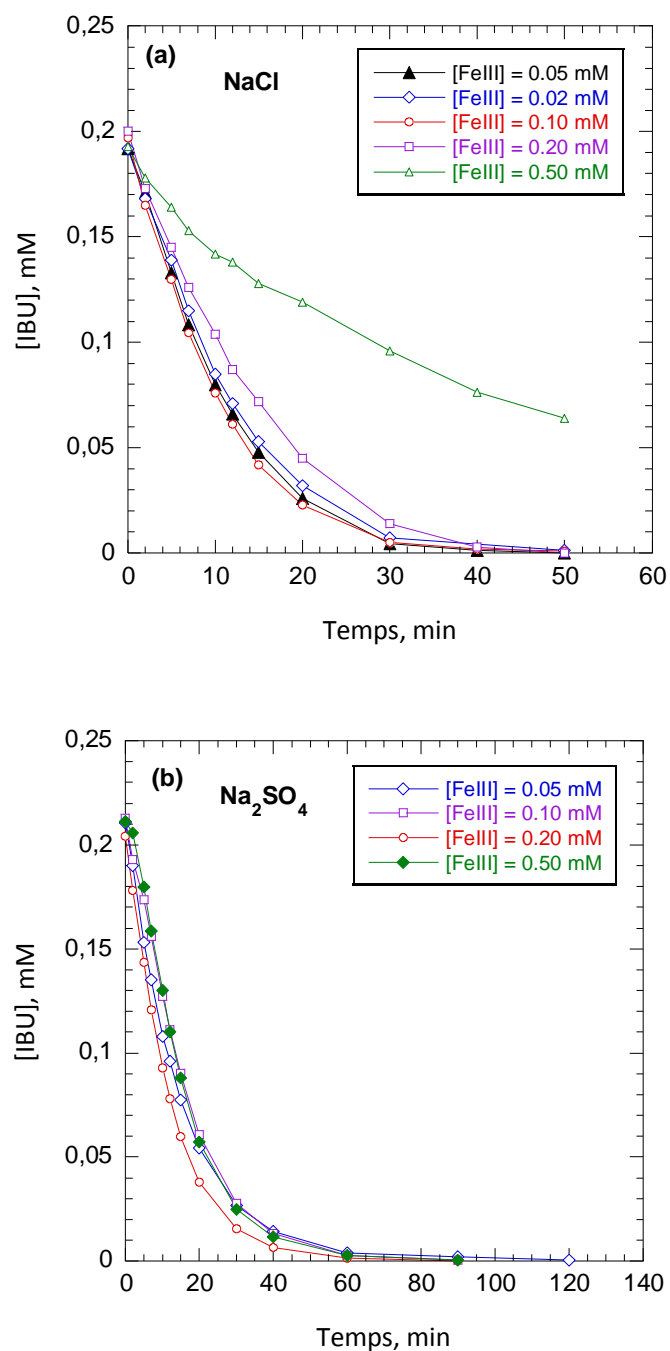 (a)
NaCl
[FeIII] = 0.05 mM
[FeIII] = 0.02 mM
[FeIII] = 0.10 mM
[FeIII] = 0.20 mM
[FeIII] = 0.50 mM
0,25
0,2
0,15
0,1
0,05
0
[IBU], mM
0 10 20 30 40 50 60
Temps, min
(b)
Na₂SO₄
[FeIII] = 0.05 mM
[FeIII] = 0.10 mM
[FeIII] = 0.20 mM
[FeIII] = 0.50 mM
0,25
0,2
0,15
0,1
0,05
0
[IBU], mM
0 20 40 60 80 100 120 140
Temps, min